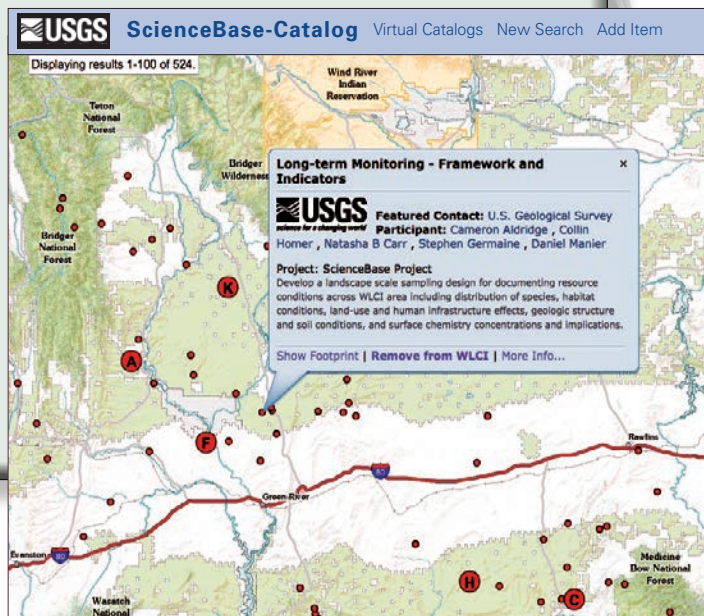 USGS ScienceBase-Catalog Virtual Catalogs New Search Add Item
Displaying results 1-100 of 524.
Wind River
Indian
Reservation
Teton
National
Forest
Bridger
Wilderness
Long-term Monitoring - Framework and
Indicators
x
USGS
science for a changing world
Featured Contact: U.S. Geological Survey
Participant: Cameron Aldridge , Collin
Homer , Natasha B Carr , Stephen Germaine , Daniel Manier
Project: ScienceBase Project
Develop a landscape scale sampling design for documenting resource
conditions across WLCI area including distribution of species, habitat
conditions, land-use and human infrastructure effects, geologic structure
and soil conditions, and surface chemistry concentrations and implications.
Show Footprint | Remove from WLCI | More Info...
Bridger
National
Forest
K
A
F
Rawlins
80
Green River
Evanston
80
H
C
Medicine
Bow National
Forest
Wasatch
National